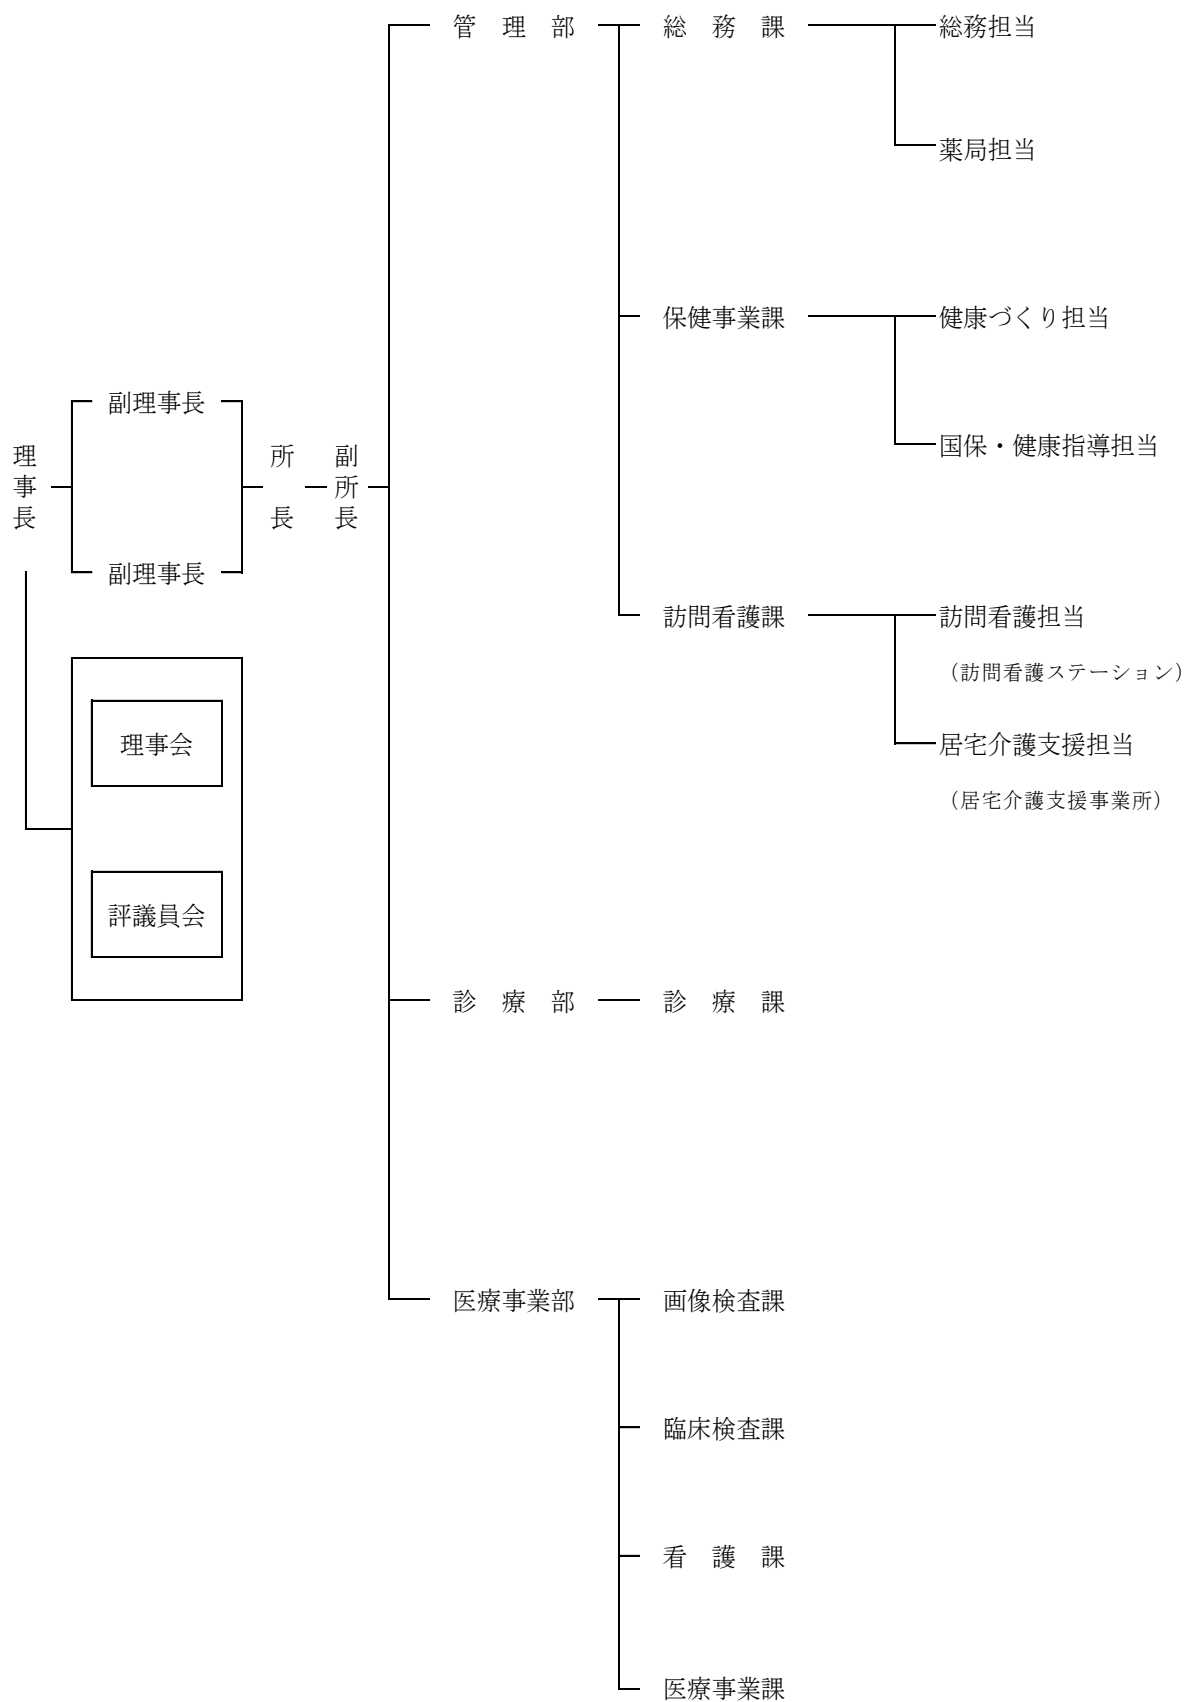 理事長
副理事長
副理事長
理事会
評議員会
所長
副所長
管理部
総務課
総務担当
薬局担当
保健事業課
健康づくり担当
国保・健康指導担当
訪問看護課
訪問看護担当
（訪問看護ステーション）
居宅介護支援担当
（居宅介護支援事業所）
診療部
診療課
医療事業部
画像検査課
臨床検査課
看護課
医療事業課